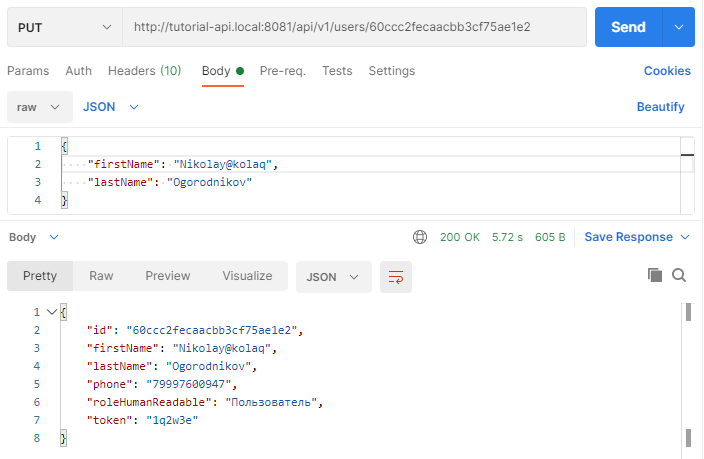 PUT http://tutorial-api.local:8081/api/v1/users/60ccc2fecaacbb3cf75ae1e2 Send
Params Auth Headers (10) Body Pre-req. Tests Settings Cookies
raw JSON Beautify
1 {
2 "firstName": "Nikolay@kolaq",
3 "lastName": "Ogorodnikov"
4 }
Body 200 OK 5.72 s 605 B Save Response
Pretty Raw Preview Visualize JSON
1 {
2 "id": "60ccc2fecaacbb3cf75ae1e2",
3 "firstName": "Nikolay@kolaq",
4 "lastName": "Ogorodnikov",
5 "phone": "79997600947",
6 "roleHumanReadable": "Пользователь",
7 "token": "1q2w3e"
8 }